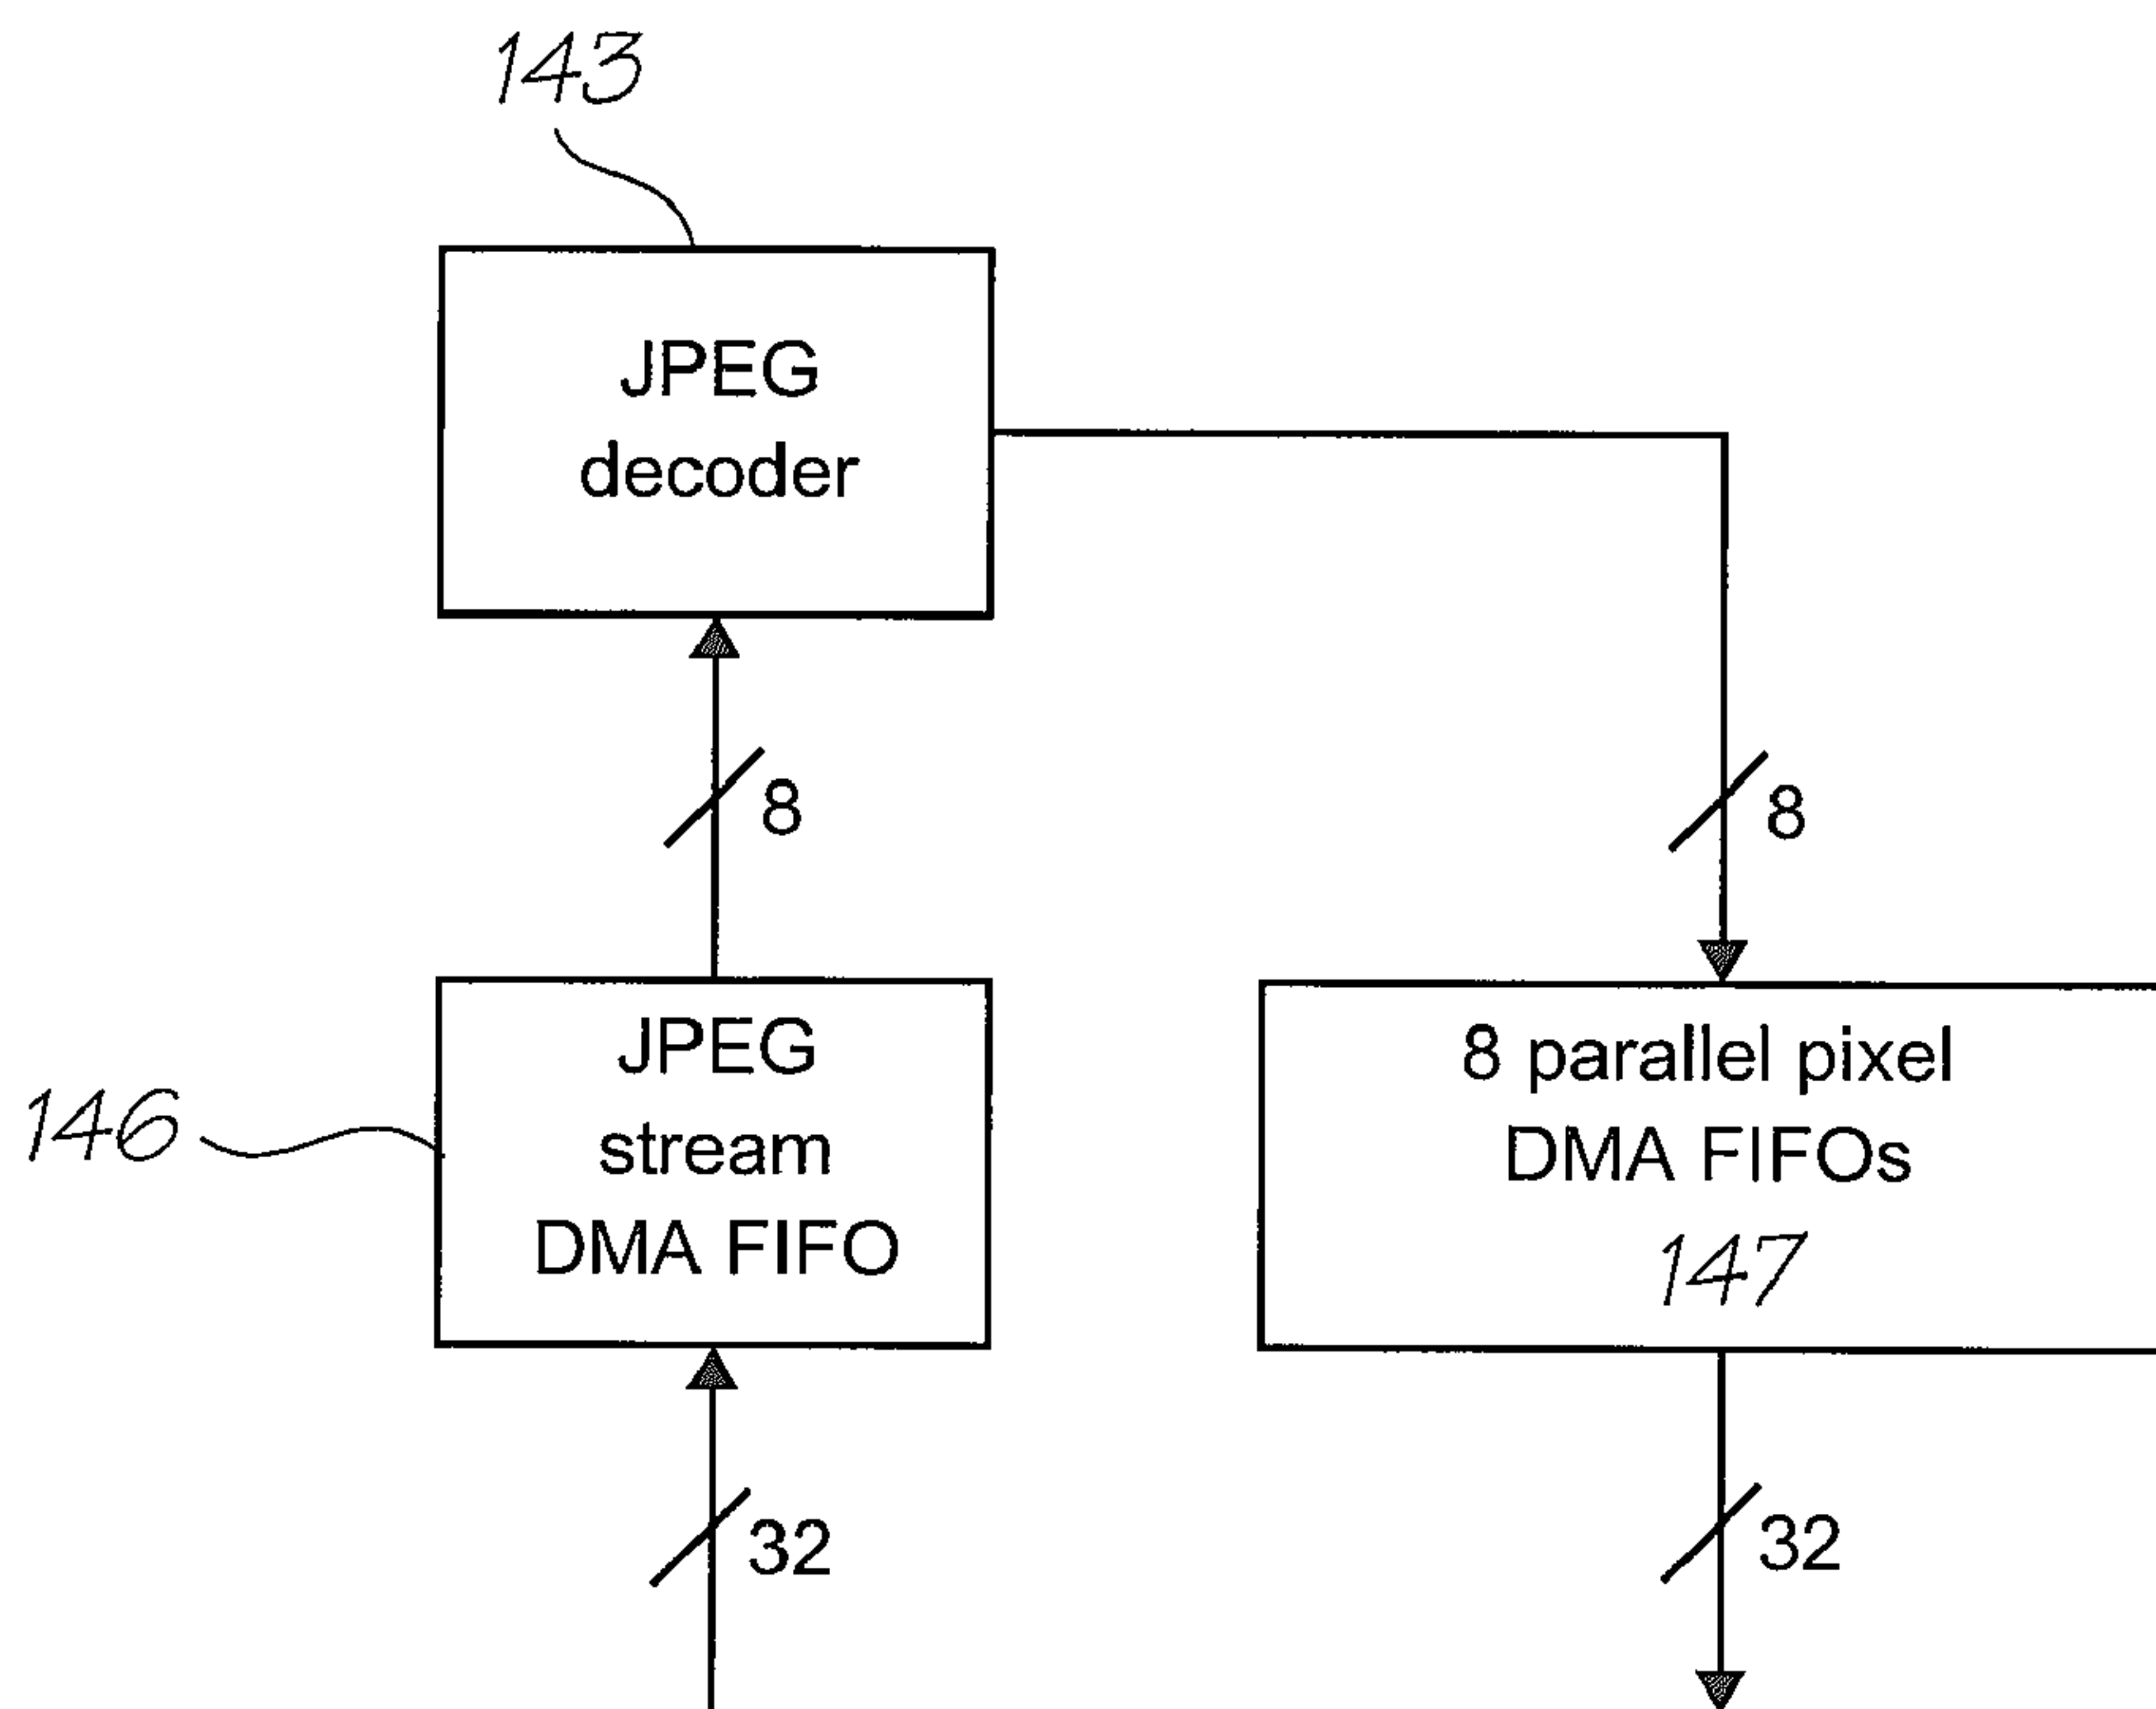 143
JPEG
decoder
8
8
JPEG
stream
DMA FIFO
146
8 parallel pixel
DMA FIFOs
147
32
32